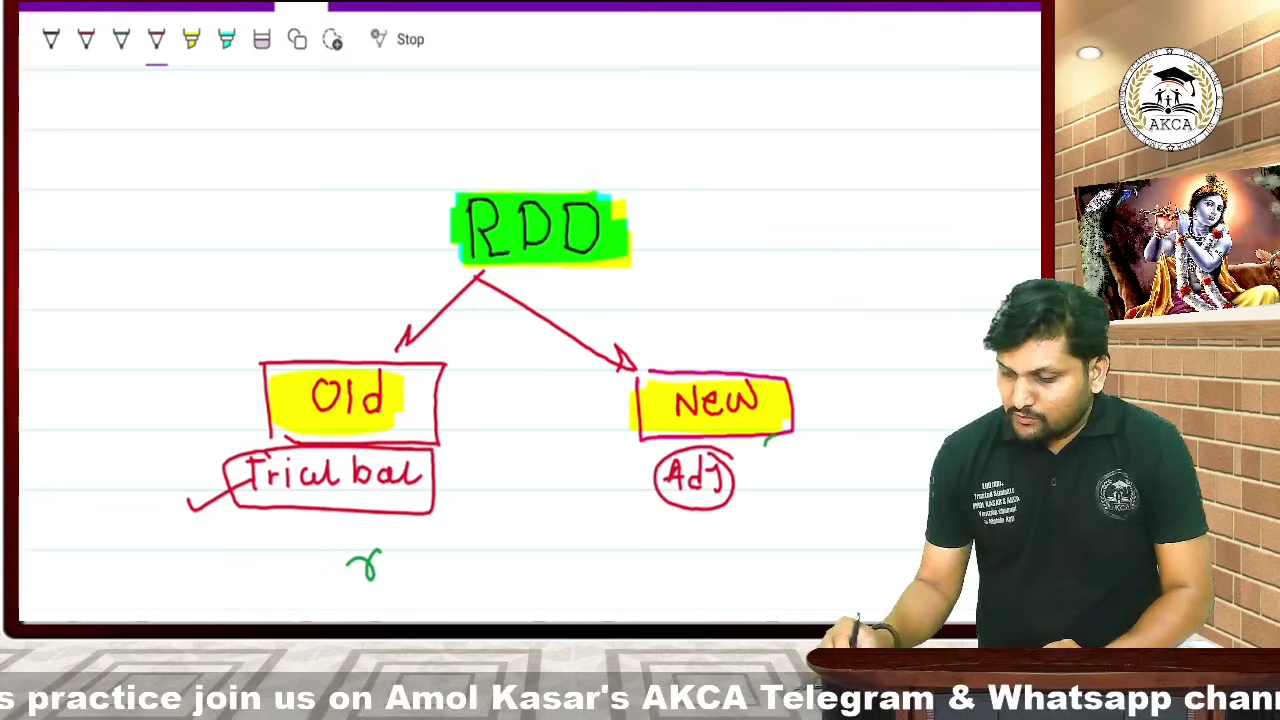 Stop
AKCA
RDD
Old
New
Trial bal
Adj
s practice join us on Amol Kasar's AKCA Telegram & Whatsapp chan